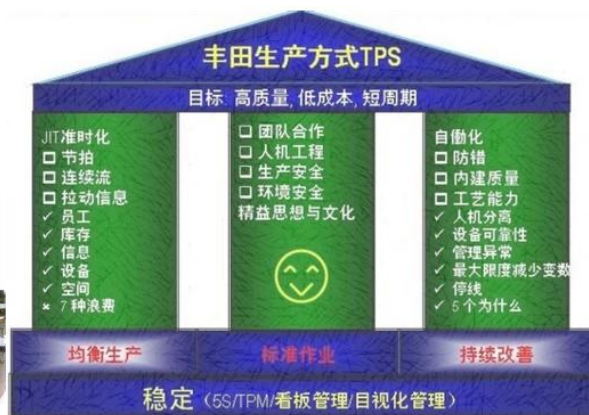 丰田生产方式TPS
目标: 高质量, 低成本, 短周期
JIT准时化
□ 节拍
□ 连续流
□ 拉动信息
✓ 员工
✓ 库存
✓ 信息
✓ 设备
✓ 空间
× 7 种浪费
□ 团队合作
□ 人机工程
□ 生产安全
□ 环境安全
精益思想与文化
自働化
□ 防错
□ 内建质量
□ 工艺能力
✓ 人机分离
✓ 设备可靠性
✓ 管理异常
✓ 最大限度减少变数
✓ 停线
✓ 5 个为什么
均衡生产
标准作业
持续改善
稳定（5S/TPM/看板管理/目视化管理）